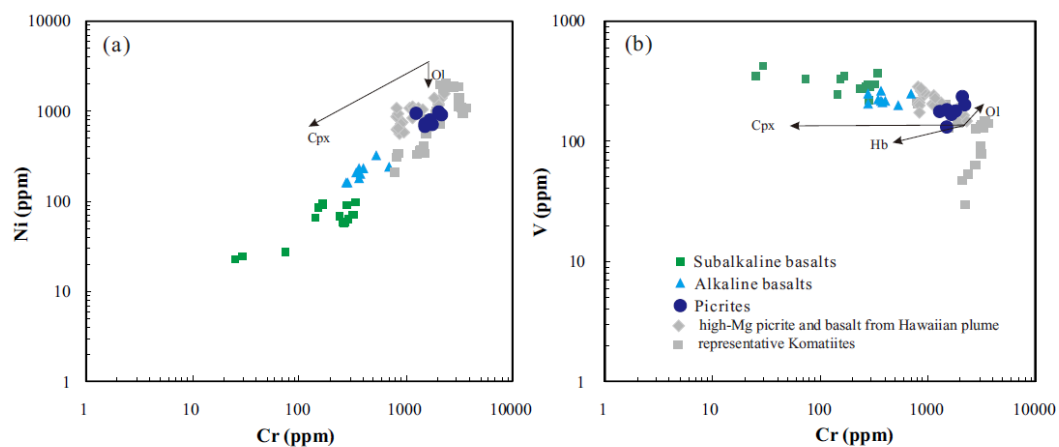 (a)
10000
1000
100
10
1
Ni (ppm)
Ol
Cpx
1 10 100 1000 10000
Cr (ppm)
(b)
1000
100
10
1
V (ppm)
Ol
Cpx
Hb
Subalkaline basalts
Alkaline basalts
Picrites
high-Mg picrite and basalt from Hawaiian plume
representative Komatiites
1 10 100 1000 10000
Cr (ppm)